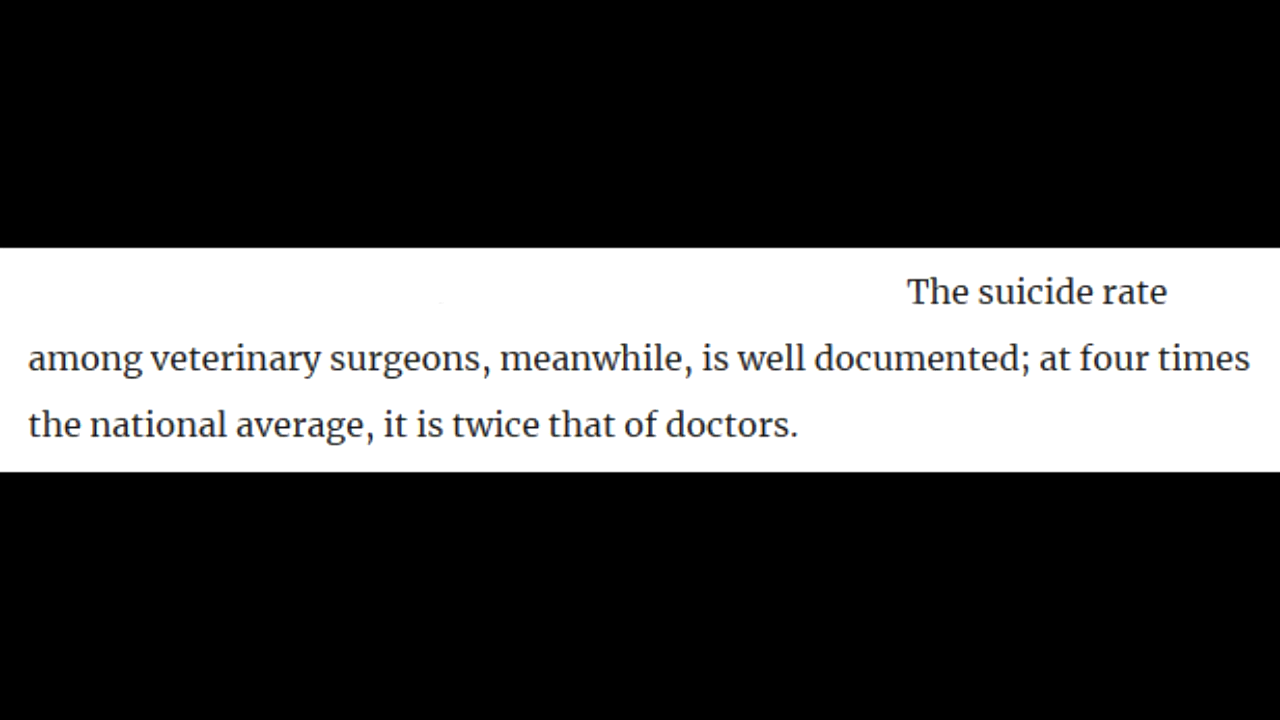 The suicide rate
among veterinary surgeons, meanwhile, is well documented; at four times
the national average, it is twice that of doctors.